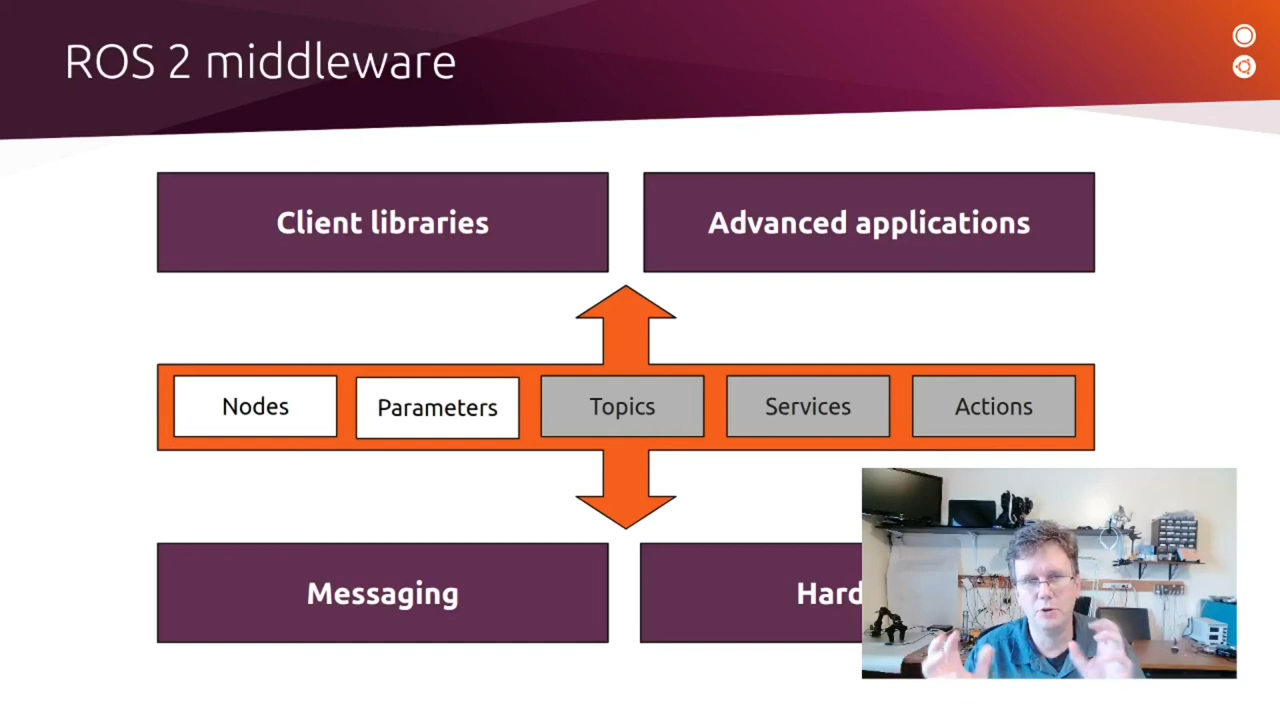 ROS 2 middleware
Client libraries
Advanced applications
Nodes
Parameters
Topics
Services
Actions
Messaging
Hard